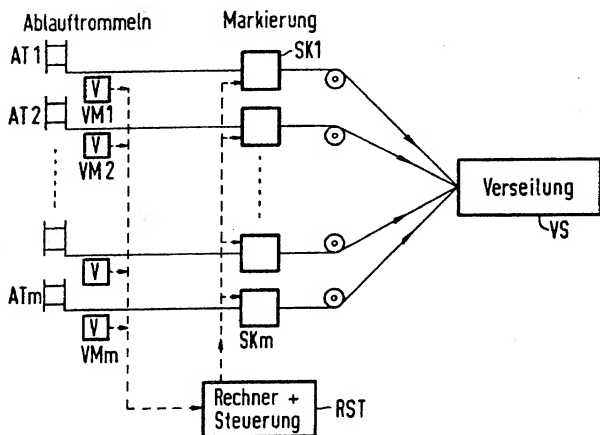 Ablauftrommeln
Markierung
AT1
SK1
V
VM1
AT2
V
VM2
Verseilung
VS
V
ATm
V
VMm
SKm
Rechner +
Steuerung
RST